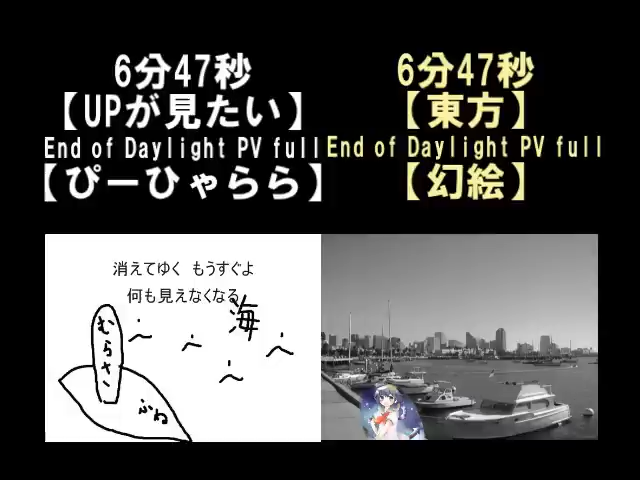 6分47秒
【UPが見たい】
End of Daylight PV full
【ぴーひゃらら】
6分47秒
【東方】
End of Daylight PV full
【幻絵】
消えてゆく もうすぐよ
何も見えなくなる
海
むらさ
ふね